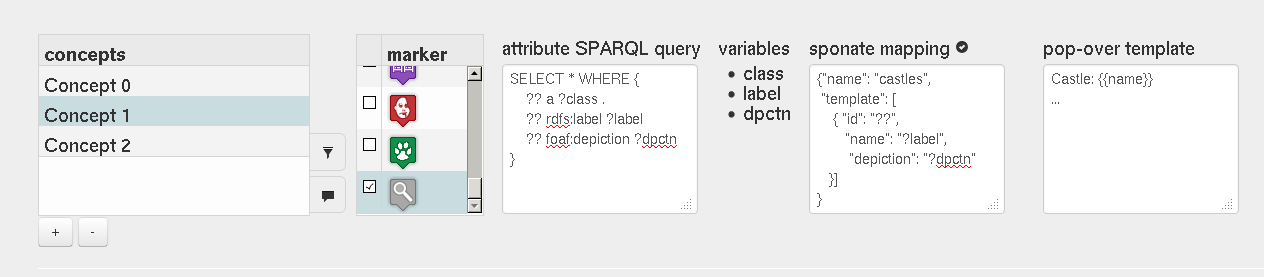 concepts
Concept 0
Concept 1
Concept 2
+ -
marker
attribute SPARQL query
SELECT * WHERE {
?? a ?class .
?? rdfs:label ?label
?? foaf:depiction ?dpctn
}
variables
• class
• label
• dpctn
sponate mapping
{"name": "castles",
"template": [
{ "id": "??",
"name": "?label",
"depiction": "?dpctn"
}]
}
pop-over template
Castle: {{name}}
...